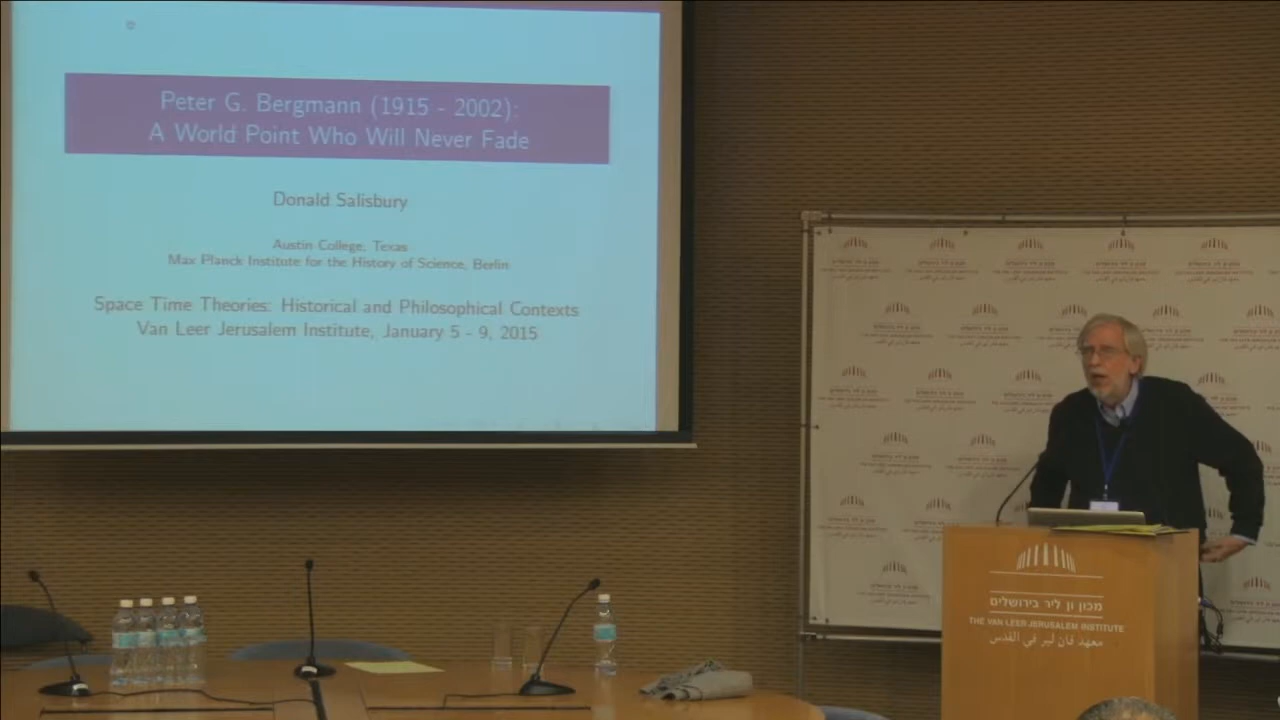 Peter G. Bergmann (1915 - 2002):
A World Point Who Will Never Fade
Donald Salisbury
Austin College, Texas
Max Planck Institute for the History of Science, Berlin
Space Time Theories: Historical and Philosophical Contexts
Van Leer Jerusalem Institute, January 5 - 9, 2015
מכון ון ליר בירושלים
THE VAN LEER JERUSALEM INSTITUTE
معهد فان لير في القدس